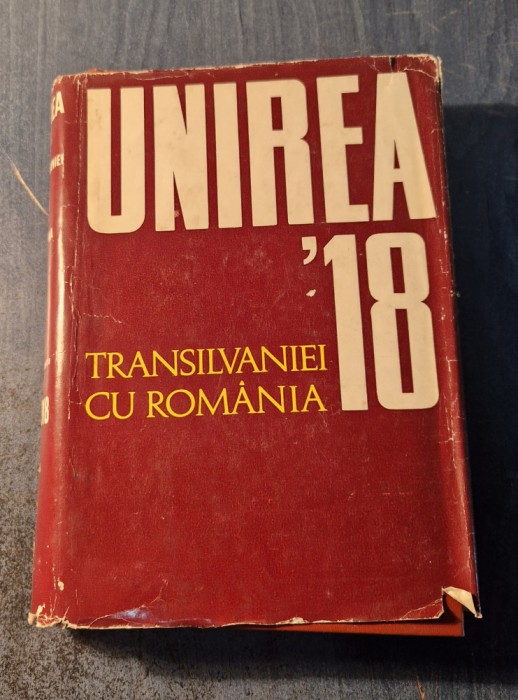 UNIREA
'18
TRANSILVANIEI
CU ROMÂNIA